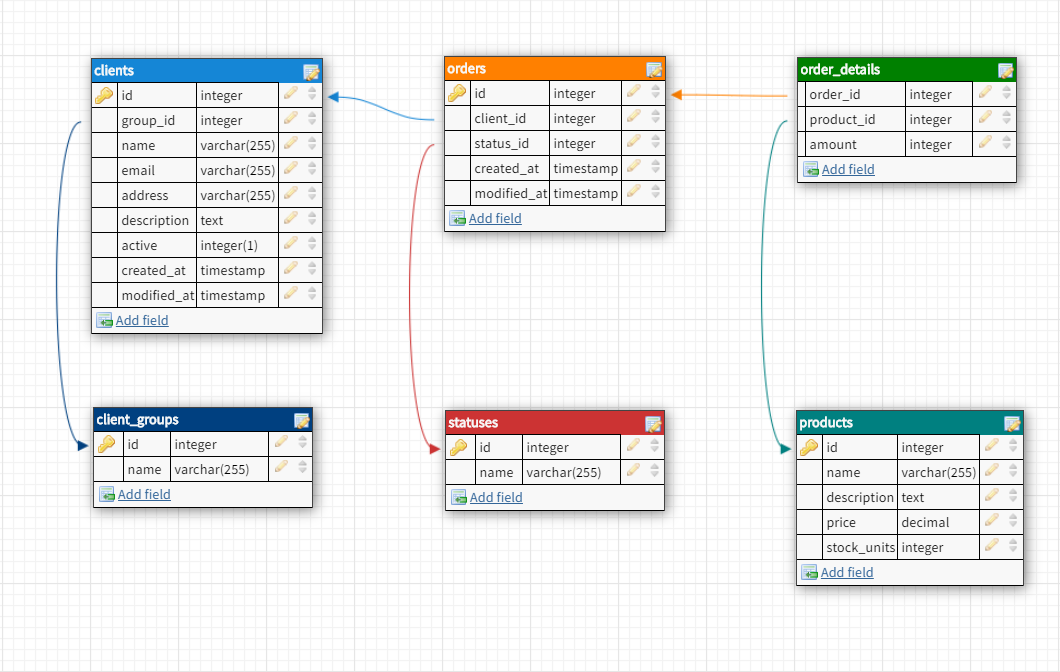 clients
id integer
group_id integer
name varchar(255)
email varchar(255)
address varchar(255)
description text
active integer(1)
created_at timestamp
modified_at timestamp
Add field
orders
id integer
client_id integer
status_id integer
created_at timestamp
modified_at timestamp
Add field
order_details
order_id integer
product_id integer
amount integer
Add field
client_groups
id integer
name varchar(255)
Add field
statuses
id integer
name varchar(255)
Add field
products
id integer
name varchar(255)
description text
price decimal
stock_units integer
Add field